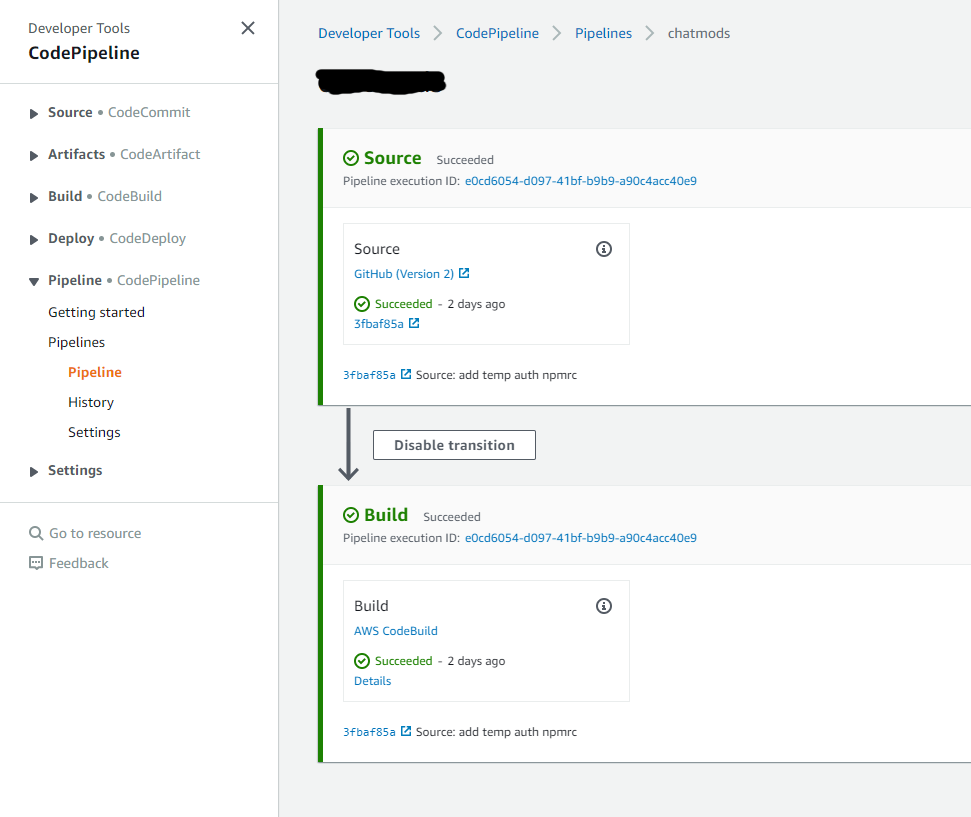 Developer Tools
CodePipeline
Source • CodeCommit
Artifacts • CodeArtifact
Build • CodeBuild
Deploy • CodeDeploy
Pipeline • CodePipeline
Getting started
Pipelines
Pipeline
History
Settings
Settings
Go to resource
Feedback
Developer Tools > CodePipeline > Pipelines > chatmods
Source Succeeded
Pipeline execution ID: e0cd6054-d097-41bf-b9b9-a90c4acc40e9
Source
GitHub (Version 2)
Succeeded - 2 days ago
3fbaf85a
3fbaf85a Source: add temp auth npmrc
Disable transition
Build Succeeded
Pipeline execution ID: e0cd6054-d097-41bf-b9b9-a90c4acc40e9
Build
AWS CodeBuild
Succeeded - 2 days ago
Details
3fbaf85a Source: add temp auth npmrc